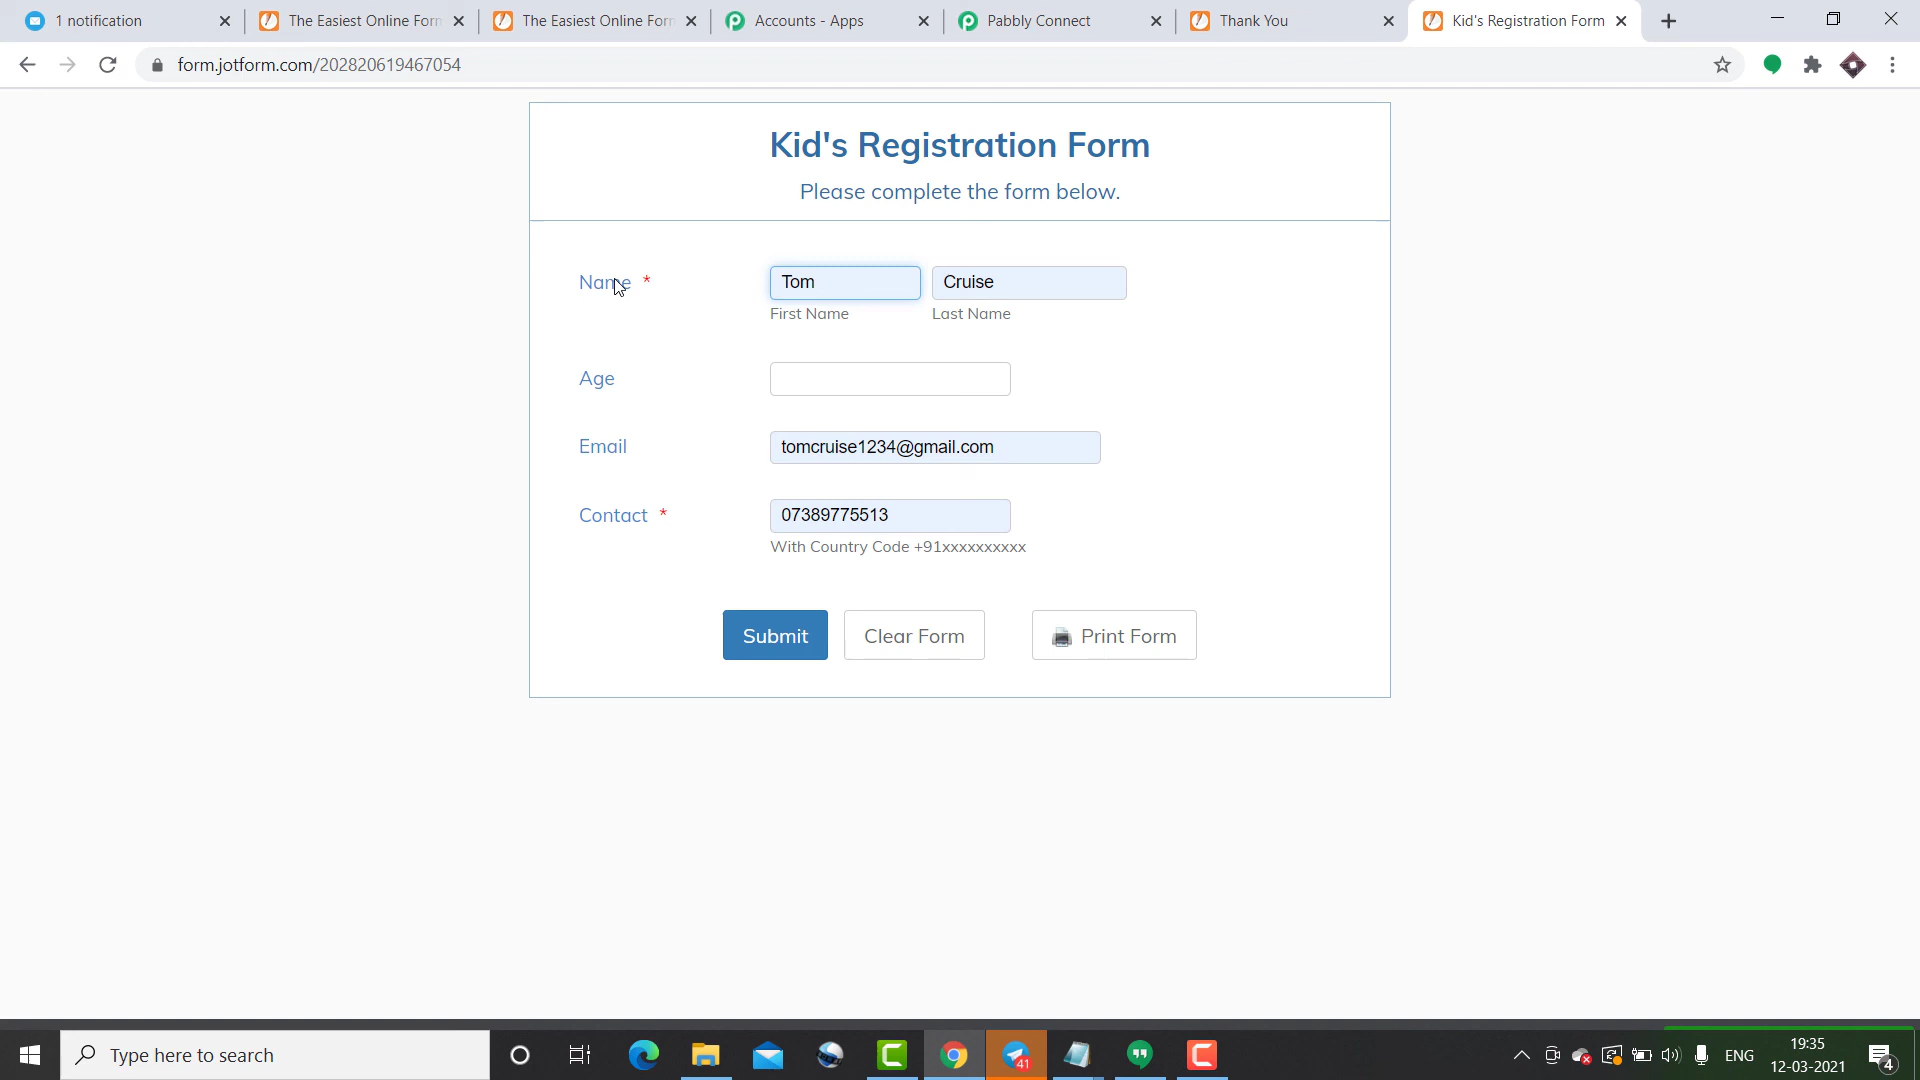 1 notification
The Easiest Online Form
The Easiest Online Form
Accounts - Apps
Pabbly Connect
Thank You
Kid's Registration Form
form.jotform.com/202820619467054
Kid's Registration Form
Please complete the form below.
Name *
Tom
Cruise
First Name
Last Name
Age
Email
tomcruise1234@gmail.com
Contact *
07389775513
With Country Code +91xxxxxxxxxx
Submit
Clear Form
Print Form
Type here to search
41
ENG
19:35
12-03-2021
4